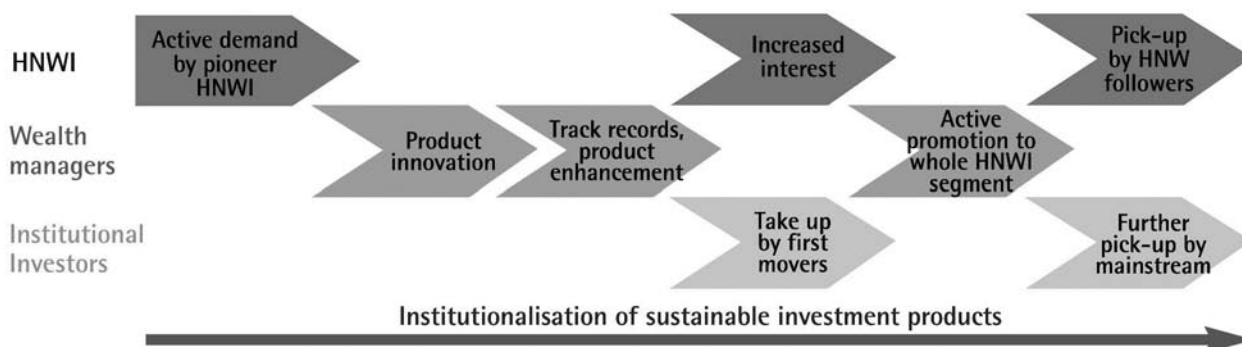 HNWI
Active demand
by pioneer
HNWI
Increased
interest
Pick-up
by HNW
followers
Wealth
managers
Product
innovation
Track records,
product
enhancement
Active
promotion to
whole HNWI
segment
Institutional
Investors
Take up
by first
movers
Further
pick-up by
mainstream
Institutionalisation of sustainable investment products